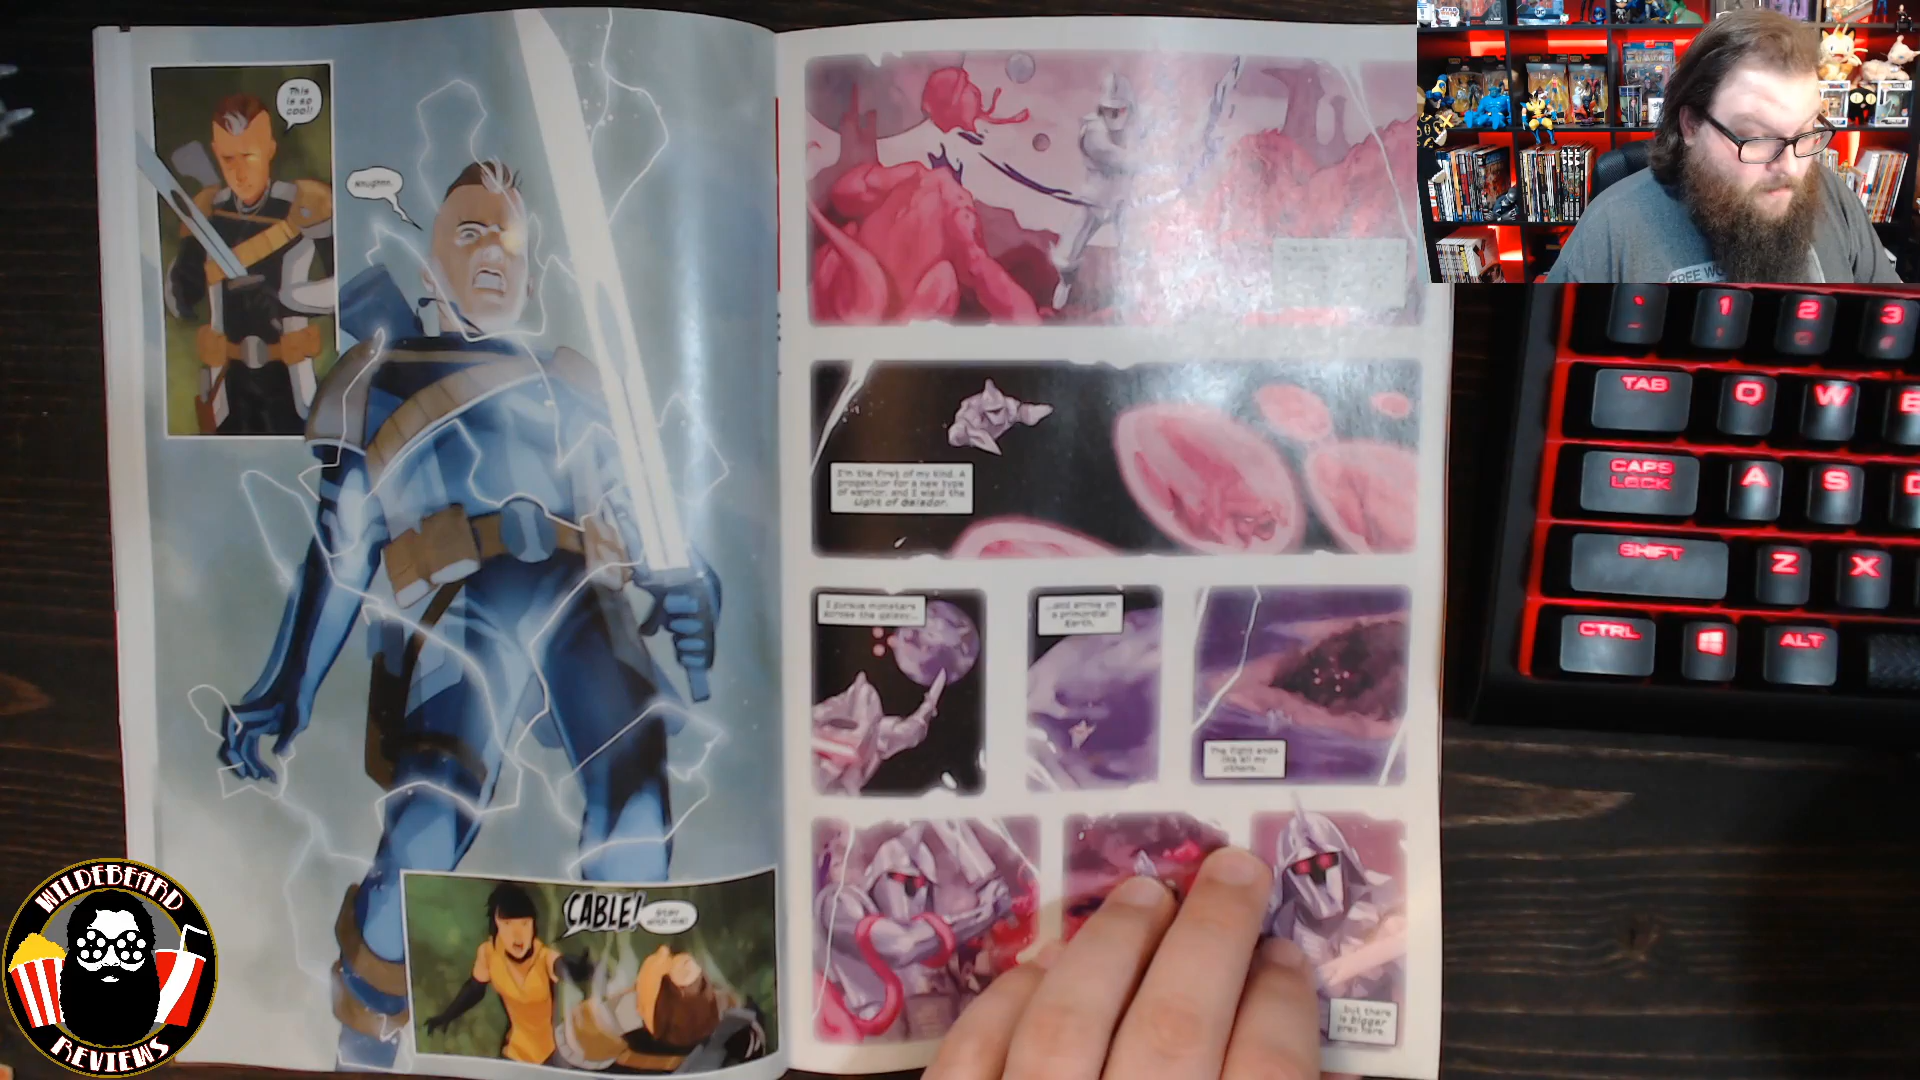 This
is so
cool!
CABLE!
Stay
with me!
I'm the first of my kind. A
progenitor for a new type
of warrior, and I wield the
Light of Galador.
I pursue monsters
across the galaxy...
...and arrive on
a primordial
Earth.
The fight ends
like all my
others...
...but there
is bigger
prey here.
FREE WO
1 2 3
TAB Q W E
CAPS
LOCK A S D
SHIFT Z X
CTRL ALT
WILDEBEARD
REVIEWS